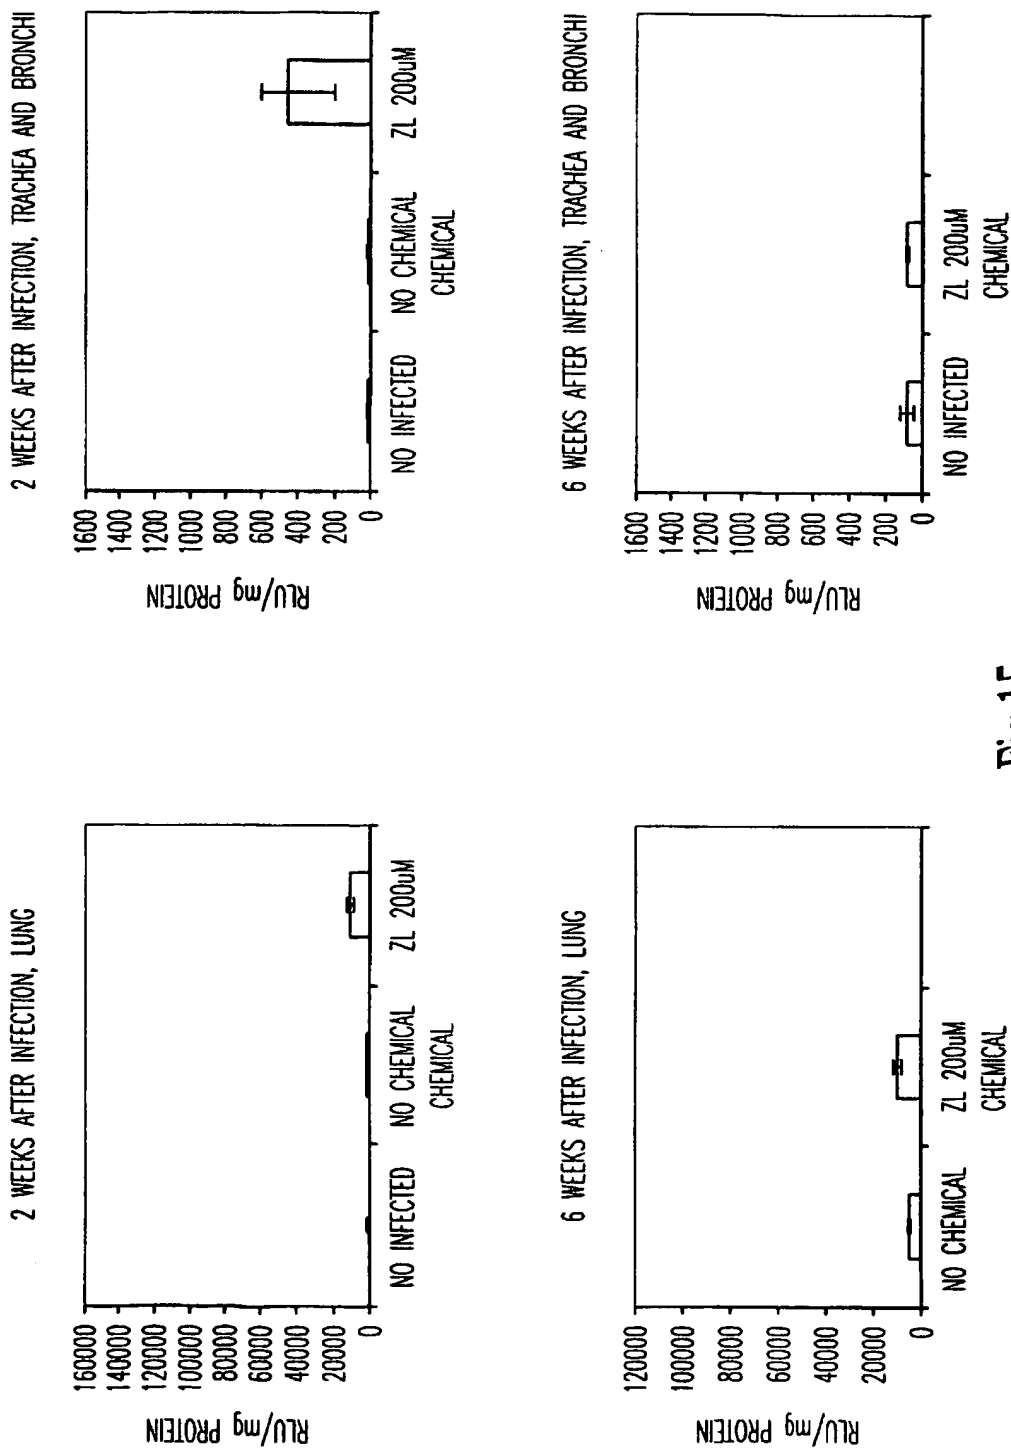 2 WEEKS AFTER INFECTION, LUNG
160000
140000
120000
100000
80000
60000
40000
20000
0
RLU/mg PROTEIN
NO INFECTED
NO CHEMICAL
ZL 200uM
CHEMICAL
2 WEEKS AFTER INFECTION, TRACHEA AND BRONCHI
1600
1400
1200
1000
800
600
400
200
0
RLU/mg PROTEIN
NO INFECTED
NO CHEMICAL
ZL 200uM
CHEMICAL
6 WEEKS AFTER INFECTION, LUNG
120000
100000
80000
60000
40000
20000
0
RLU/mg PROTEIN
NO CHEMICAL
ZL 200uM
CHEMICAL
6 WEEKS AFTER INFECTION, TRACHEA AND BRONCHI
1600
1400
1200
1000
800
600
400
200
0
RLU/mg PROTEIN
NO INFECTED
ZL 200uM
CHEMICAL